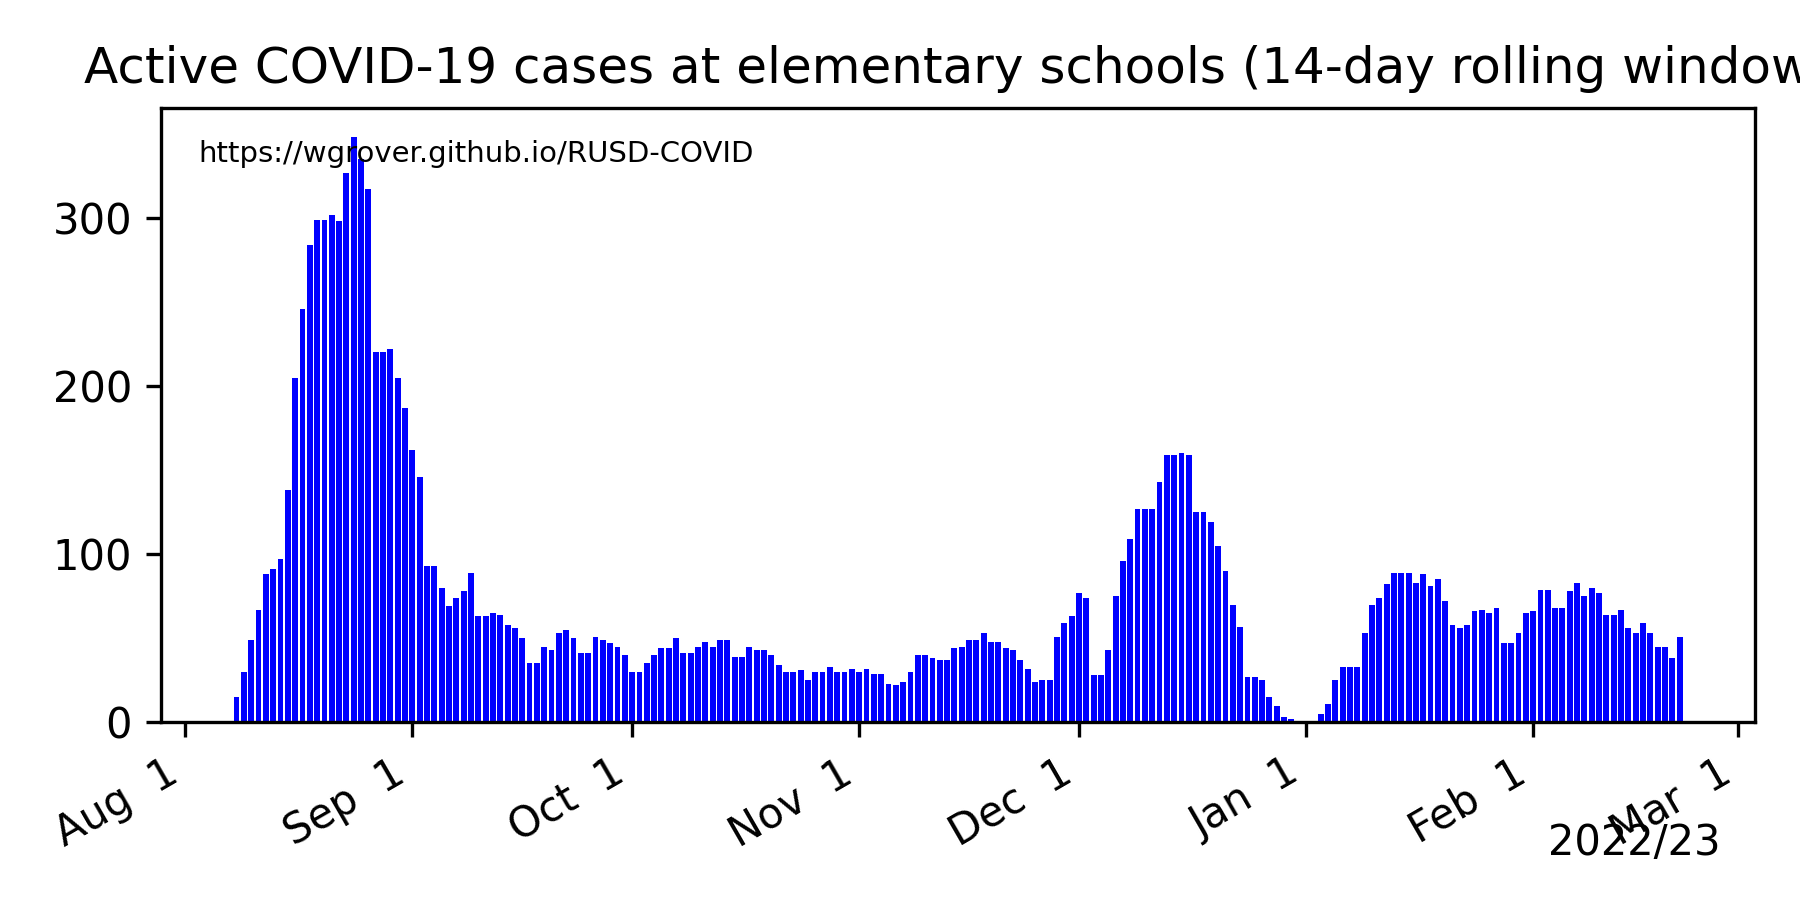 Active COVID-19 cases at elementary schools (14-day rolling window
https://wgrover.github.io/RUSD-COVID
300
200
100
0
Aug 1
Sep 1
Oct 1
Nov 1
Dec 1
Jan 1
Feb 1
Mar 1
2022/23